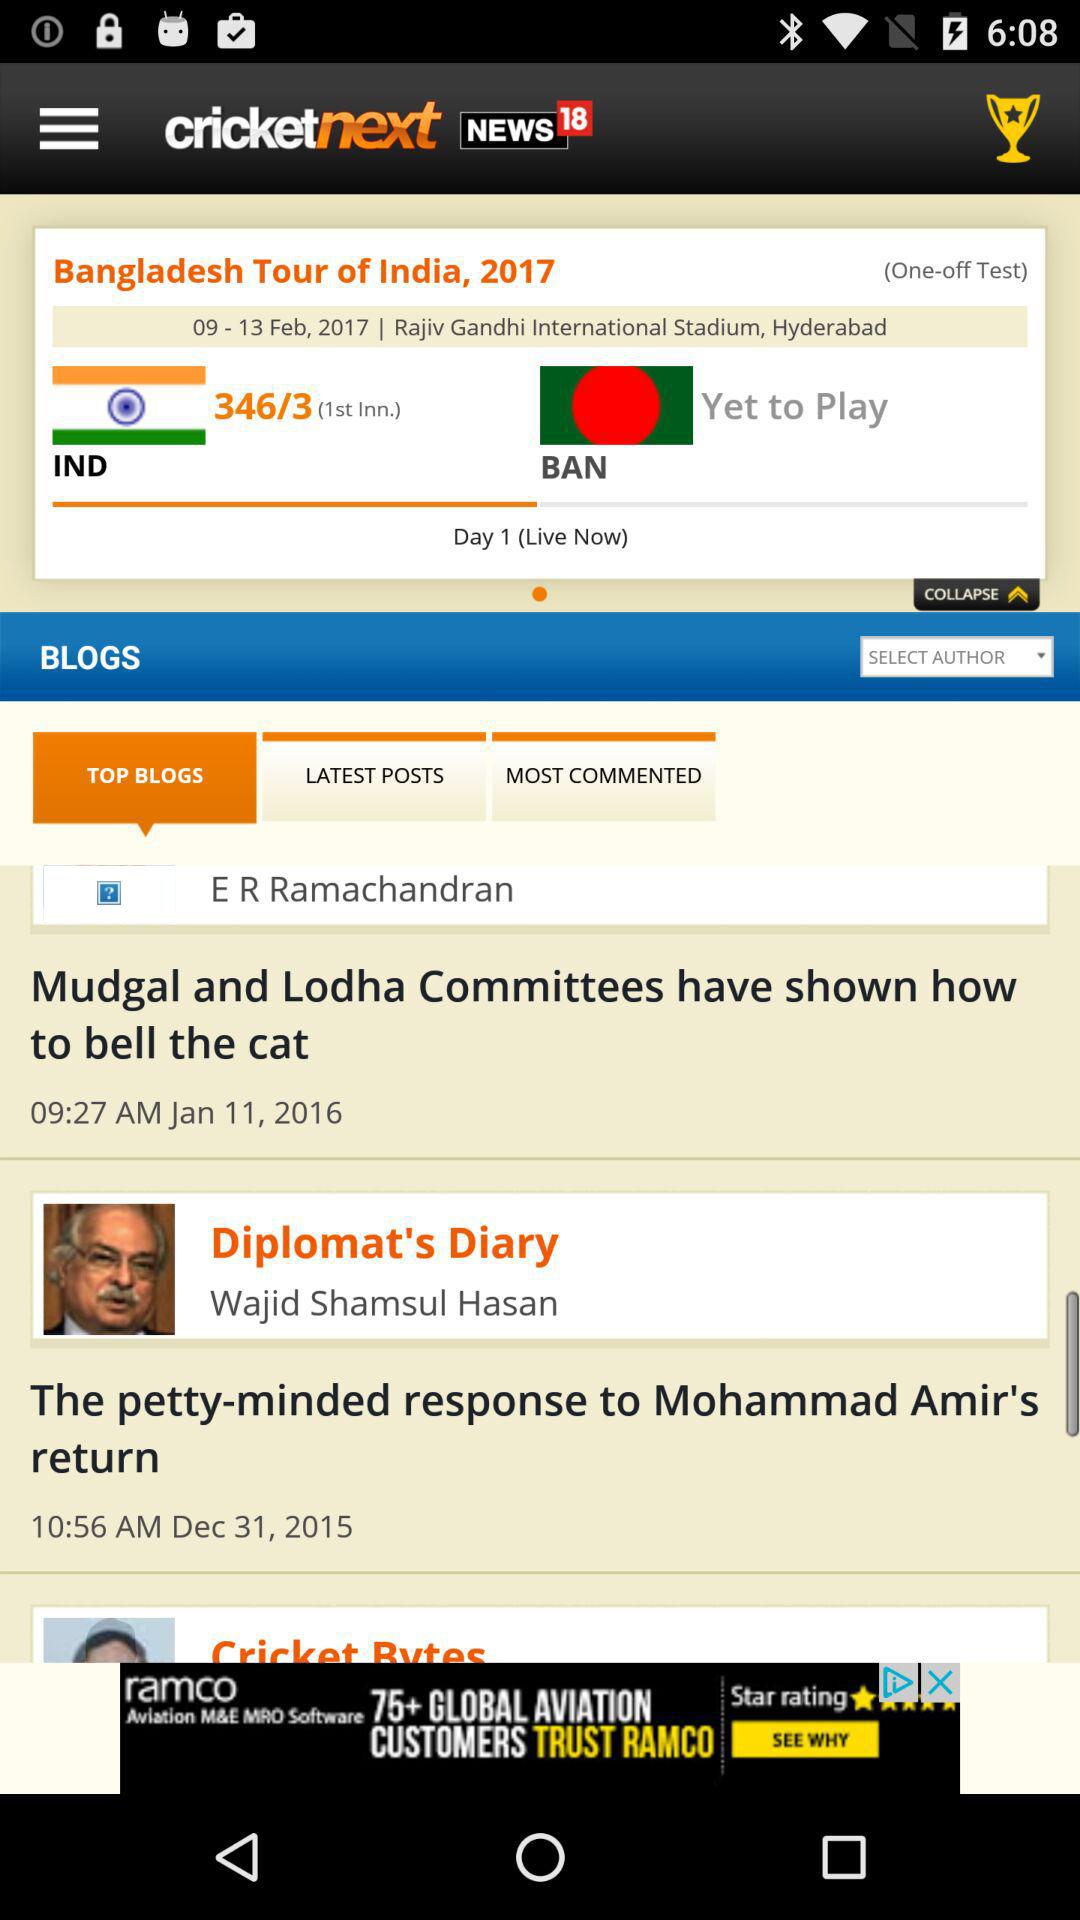 6:08
cricketnext NEWS 18
Bangladesh Tour of India, 2017 (One-off Test)
09 - 13 Feb, 2017 | Rajiv Gandhi International Stadium, Hyderabad
346/3 (1st Inn.) Yet to Play
IND BAN
Day 1 (Live Now)
COLLAPSE
BLOGS SELECT AUTHOR
TOP BLOGS LATEST POSTS MOST COMMENTED
E R Ramachandran
Mudgal and Lodha Committees have shown how
to bell the cat
09:27 AM Jan 11, 2016
Diplomat's Diary
Wajid Shamsul Hasan
The petty-minded response to Mohammad Amir's
return
10:56 AM Dec 31, 2015
Cricket Bytes
ramco
Aviation M&E MRO Software
75+ GLOBAL AVIATION
CUSTOMERS TRUST RAMCO
Star rating
SEE WHY